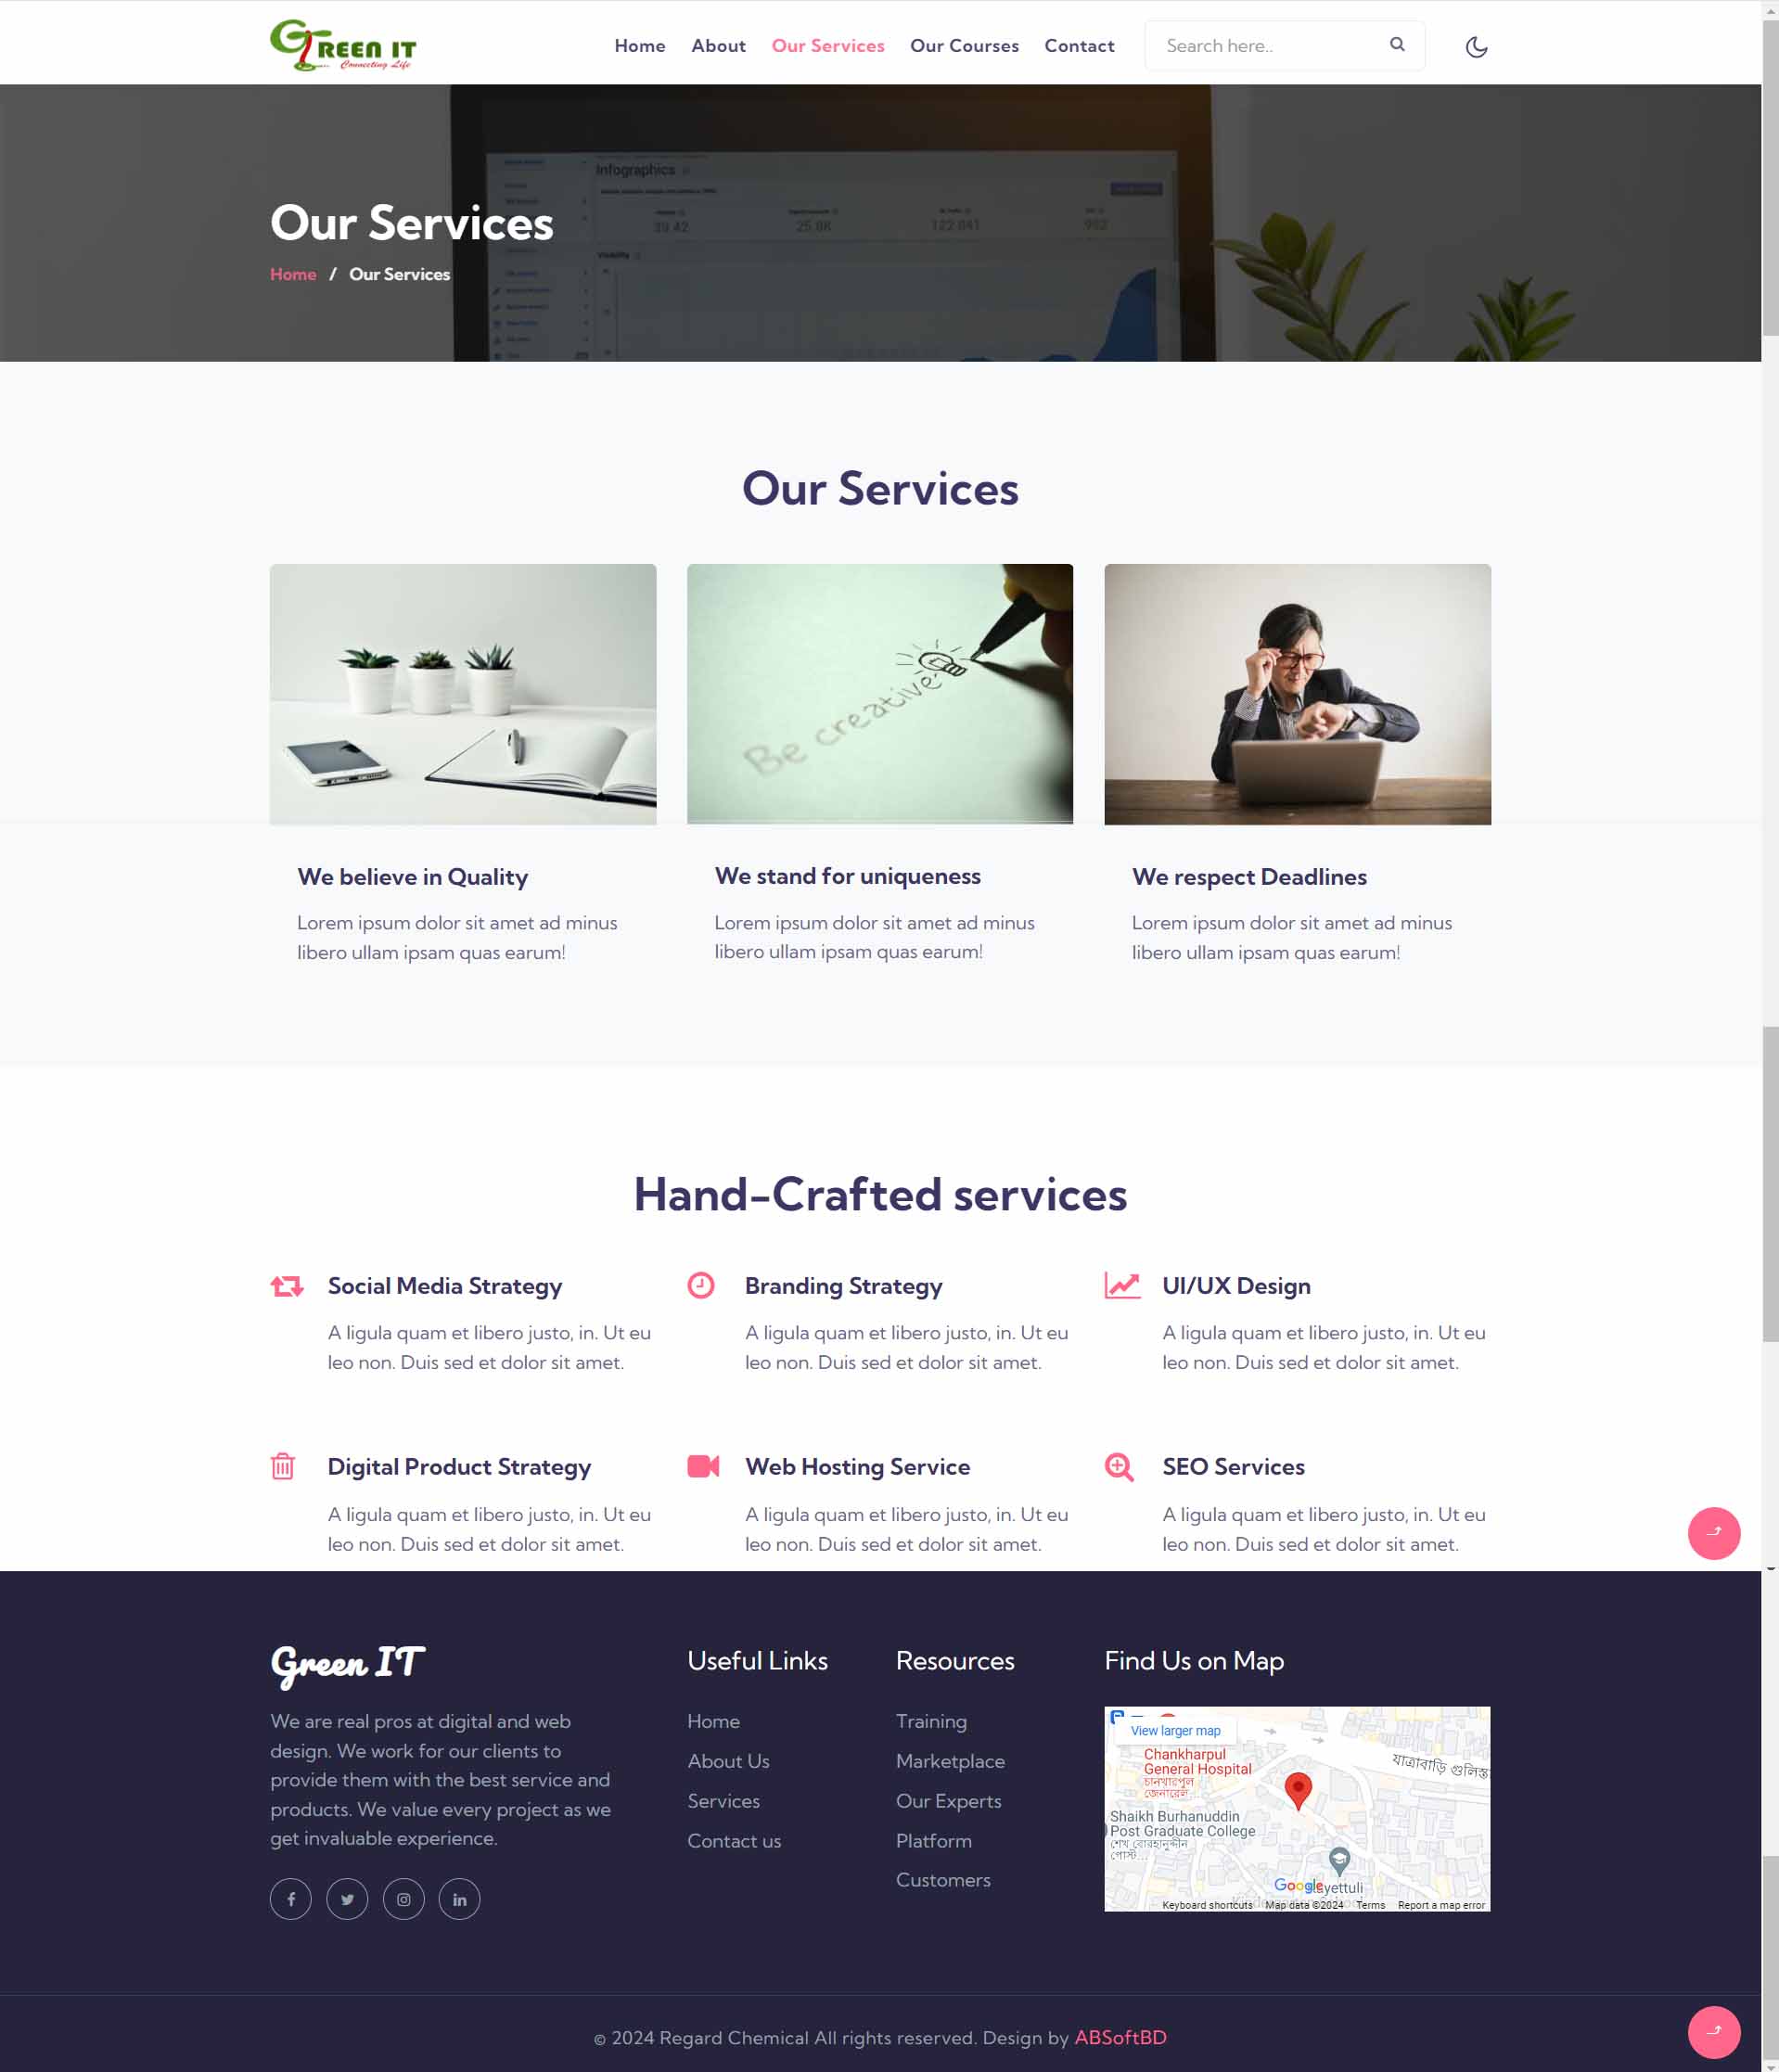 Green IT
Connecting Life
Home About Our Services Our Courses Contact
Search here..
Infographics
39.42 25.8K 122,041 992
Visibility
Our Services
Home / Our Services
Our Services
Be creative
We believe in Quality
Lorem ipsum dolor sit amet ad minus
libero ullam ipsam quas earum!
We stand for uniqueness
Lorem ipsum dolor sit amet ad minus
libero ullam ipsam quas earum!
We respect Deadlines
Lorem ipsum dolor sit amet ad minus
libero ullam ipsam quas earum!
Hand-Crafted services
Social Media Strategy
A ligula quam et libero justo, in. Ut eu
leo non. Duis sed et dolor sit amet.
Branding Strategy
A ligula quam et libero justo, in. Ut eu
leo non. Duis sed et dolor sit amet.
UI/UX Design
A ligula quam et libero justo, in. Ut eu
leo non. Duis sed et dolor sit amet.
Digital Product Strategy
A ligula quam et libero justo, in. Ut eu
leo non. Duis sed et dolor sit amet.
Web Hosting Service
A ligula quam et libero justo, in. Ut eu
leo non. Duis sed et dolor sit amet.
SEO Services
A ligula quam et libero justo, in. Ut eu
leo non. Duis sed et dolor sit amet.
Green IT
We are real pros at digital and web
design. We work for our clients to
provide them with the best service and
products. We value every project as we
get invaluable experience.
Useful Links
Home
About Us
Services
Contact us
Resources
Training
Marketplace
Our Experts
Platform
Customers
Find Us on Map
View larger map
Chankharpul
General Hospital
চানখারপুল
জেনারেল...
যাত্রাবাড়ি গুলিস্তা
Shaikh Burhanuddin
Post Graduate College
শেখ বোরহানুদ্দীন
পোস্ট...
Google
ayettuli
Keyboard shortcuts Map data ©2024 Terms Report a map error
© 2024 Regard Chemical All rights reserved. Design by ABSoftBD